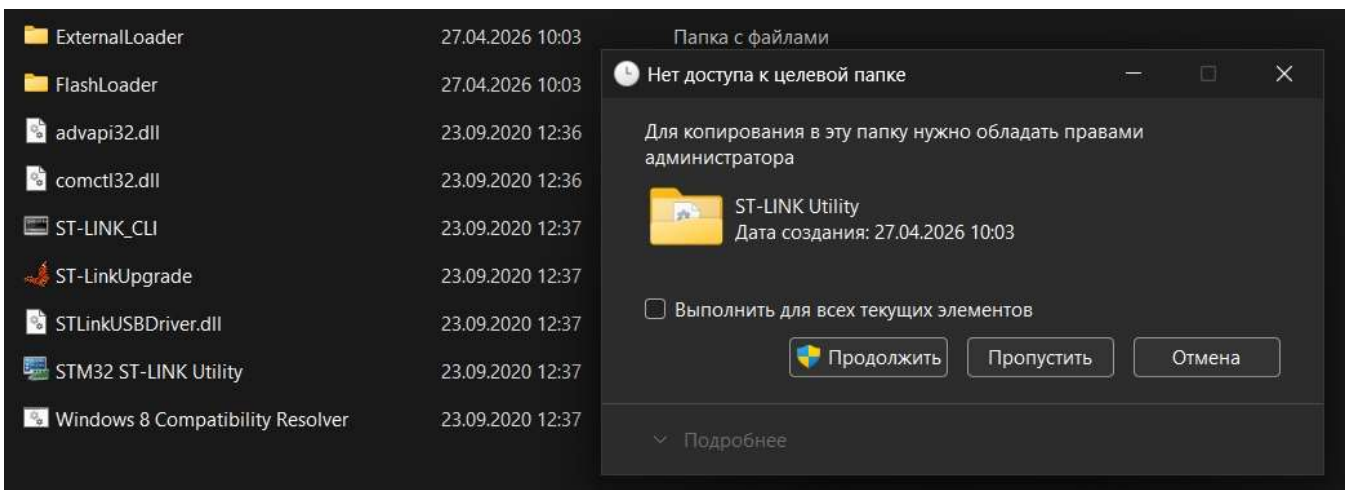 ExternalLoader 27.04.2026 10:03 Папка с файлами
FlashLoader 27.04.2026 10:03
advapi32.dll 23.09.2020 12:36
comctl32.dll 23.09.2020 12:36
ST-LINK_CLI 23.09.2020 12:37
ST-LinkUpgrade 23.09.2020 12:37
STLinkUSBDriver.dll 23.09.2020 12:37
STM32 ST-LINK Utility 23.09.2020 12:37
Windows 8 Compatibility Resolver 23.09.2020 12:37
Нет доступа к целевой папке
Для копирования в эту папку нужно обладать правами
администратора
ST-LINK Utility
Дата создания: 27.04.2026 10:03
Выполнить для всех текущих элементов
Продолжить Пропустить Отмена
Подробнее